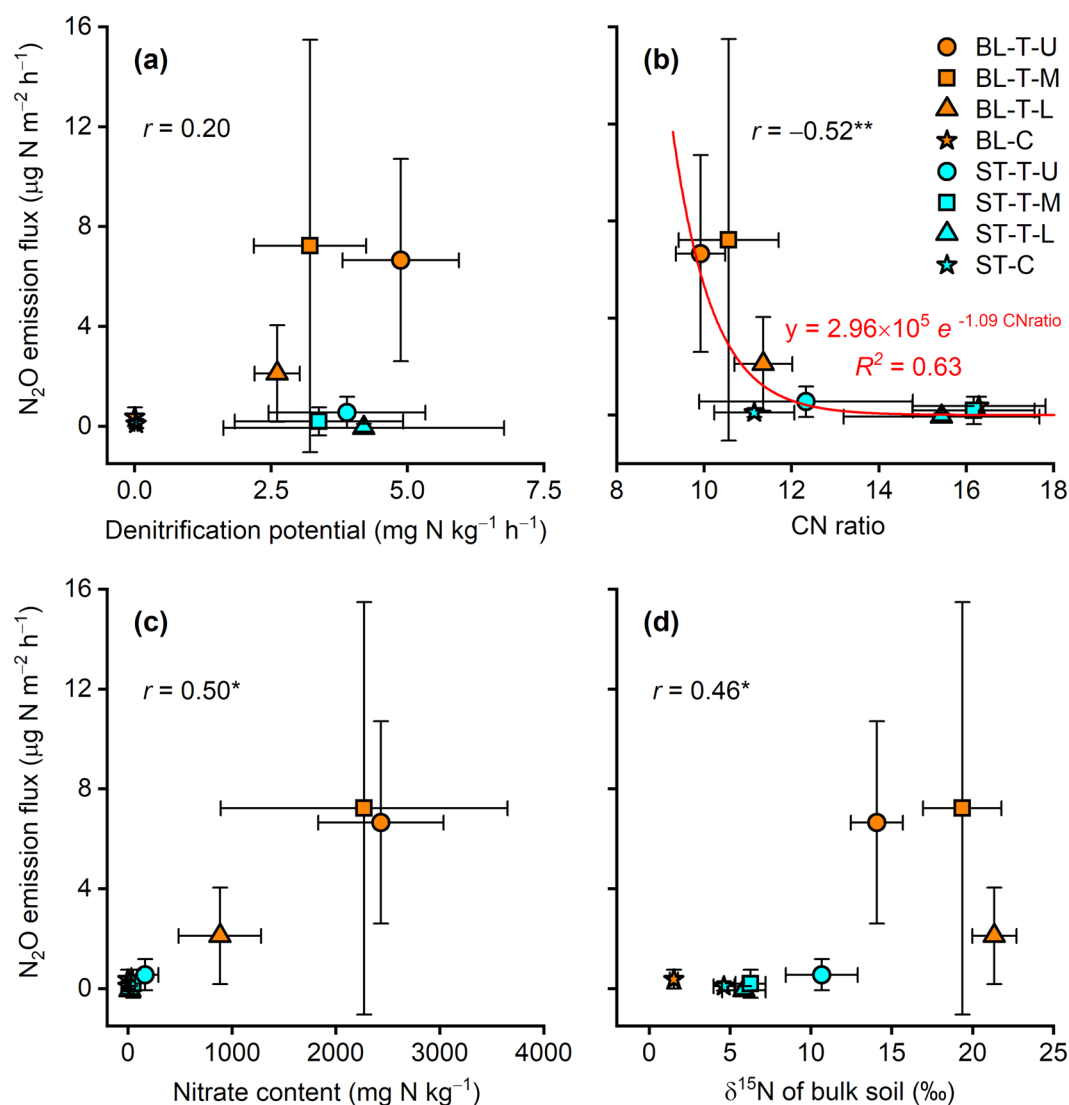 16
12
8
4
0
N₂O emission flux (μg N m⁻² h⁻¹)
(a)
r = 0.20
0.0 2.5 5.0 7.5
Denitrification potential (mg N kg⁻¹ h⁻¹)
(b)
r = −0.52**
BL-T-U
BL-T-M
BL-T-L
BL-C
ST-T-U
ST-T-M
ST-T-L
ST-C
y = 2.96×10⁵ e ^-1.09 CNratio
R² = 0.63
8 10 12 14 16 18
CN ratio
16
12
8
4
0
N₂O emission flux (μg N m⁻² h⁻¹)
(c)
r = 0.50*
0 1000 2000 3000 4000
Nitrate content (mg N kg⁻¹)
(d)
r = 0.46*
0 5 10 15 20 25
δ¹⁵N of bulk soil (‰)